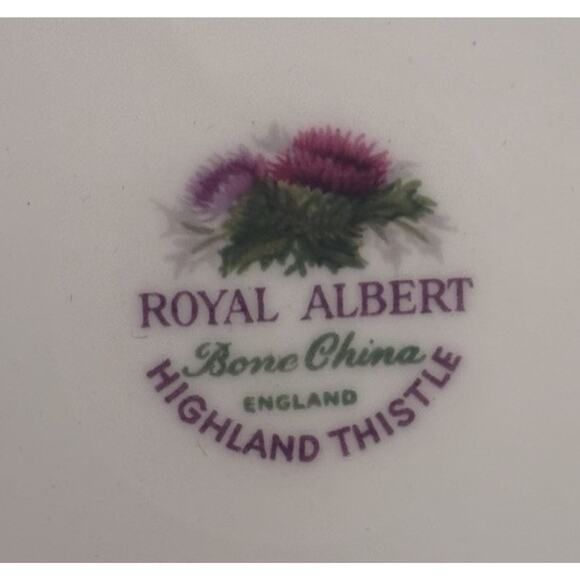 ROYAL ALBERT
Bone China
ENGLAND
HIGHLAND THISTLE